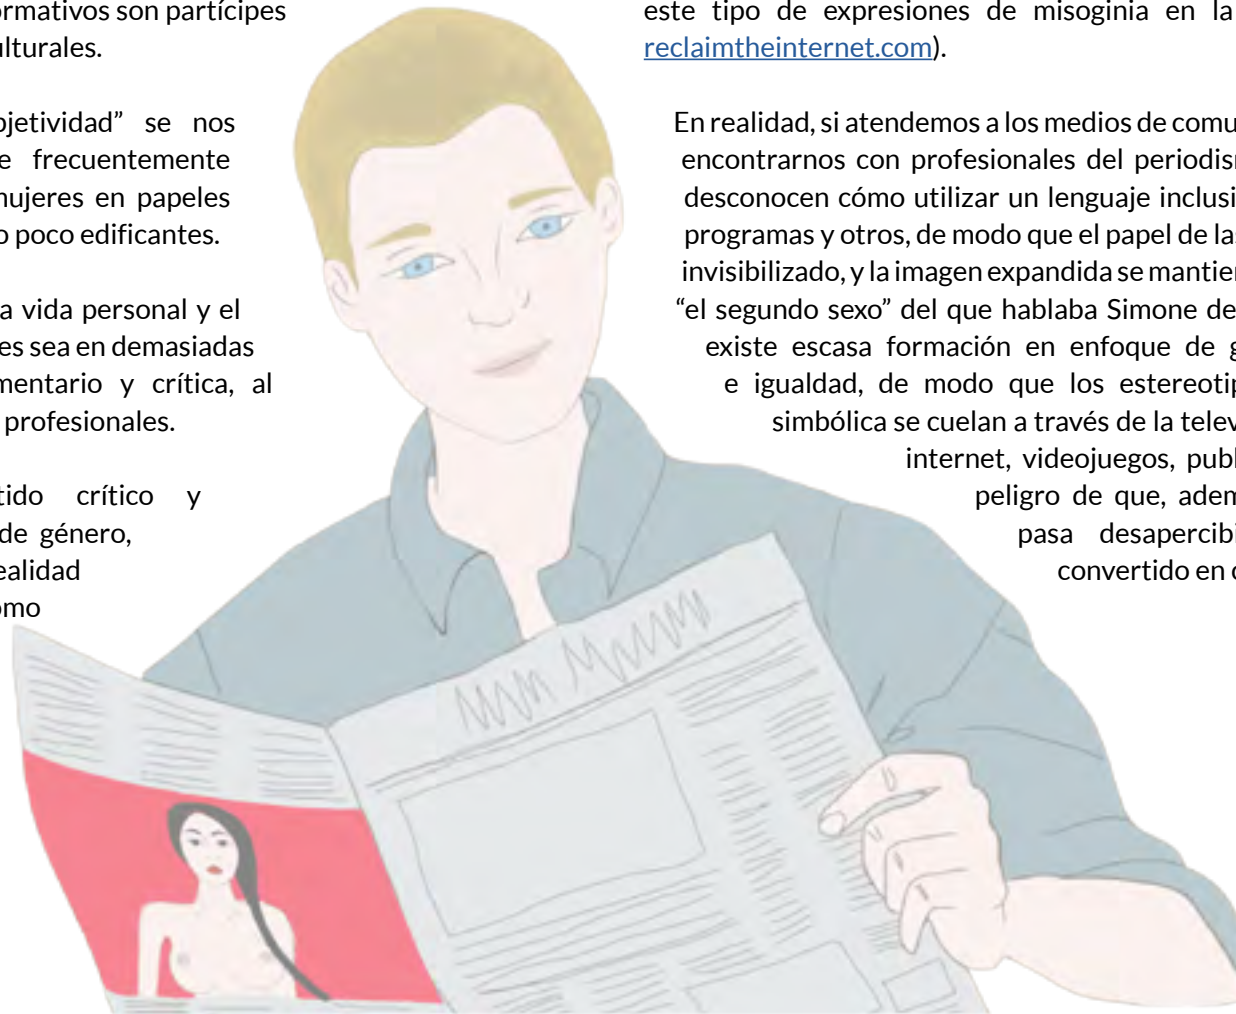 ormativos son partícipes
ulturales.
ojetividad” se nos
e frecuentemente
mujeres en papeles
o poco edificantes.
a vida personal y el
es sea en demasiadas
mentario y crítica, al
profesionales.
tido crítico y
de género,
ealidad
omo
este tipo de expresiones de misoginia en la
reclaimtheinternet.com).
En realidad, si atendemos a los medios de comu
encontrarnos con profesionales del periodis
desconocen cómo utilizar un lenguaje inclusi
programas y otros, de modo que el papel de las
invisibilizado, y la imagen expandida se mantien
“el segundo sexo” del que hablaba Simone de
existe escasa formación en enfoque de g
e igualdad, de modo que los estereotip
simbólica se cuelan a través de la telev
internet, videojuegos, publ
peligro de que, adem
pasa desapercibi
convertido en c